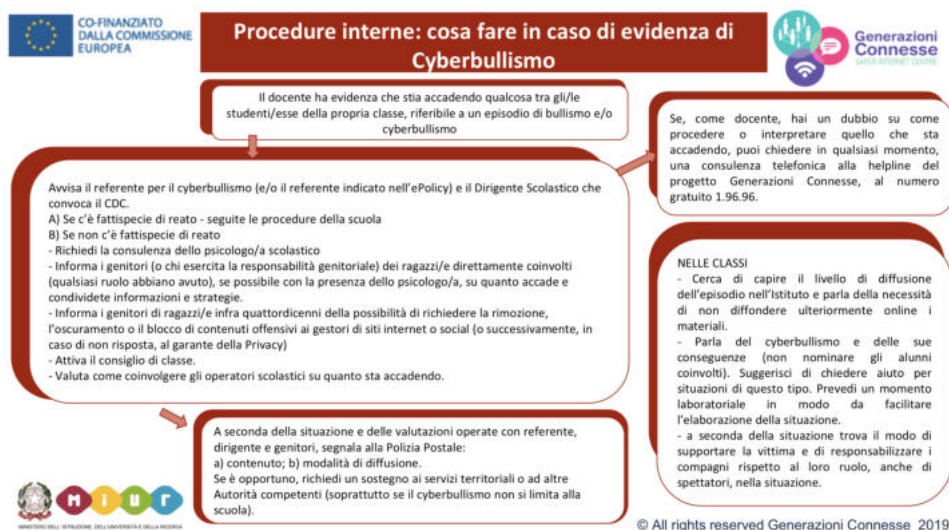 CO-FINANZIATO
DALLA COMMISSIONE
EUROPEA
Procedure interne: cosa fare in caso di evidenza di
Cyberbullismo
Generazioni
Connesse
SAFER INTERNET CENTRE
Il docente ha evidenza che stia accadendo qualcosa tra gli/le
studenti/esse della propria classe, riferibile a un episodio di bullismo e/o
cyberbullismo
Se, come docente, hai un dubbio su come
procedere o interpretare quello che sta
accadendo, puoi chiedere in qualsiasi momento,
una consulenza telefonica alla helpline del
progetto Generazioni Connesse, al numero
gratuito 1.96.96.
Avvisa il referente per il cyberbullismo (e/o il referente indicato nell'ePolicy) e il Dirigente Scolastico che
convoca il CDC.
A) Se c'è fattispecie di reato - seguite le procedure della scuola
B) Se non c'è fattispecie di reato
- Richiedi la consulenza dello psicologo/a scolastico
- Informa i genitori (o chi esercita la responsabilità genitoriale) dei ragazzi/e direttamente coinvolti
(qualsiasi ruolo abbiano avuto), se possibile con la presenza dello psicologo/a, su quanto accade e
condividete informazioni e strategie.
- Informa i genitori di ragazzi/e infra quattordicenni della possibilità di richiedere la rimozione,
l'oscuramento o il blocco di contenuti offensivi ai gestori di siti internet o social (o successivamente, in
caso di non risposta, al garante della Privacy)
- Attiva il consiglio di classe.
- Valuta come coinvolgere gli operatori scolastici su quanto sta accadendo.
NELLE CLASSI
- Cerca di capire il livello di diffusione
dell'episodio nell'Istituto e parla della necessità
di non diffondere ulteriormente online i
materiali.
- Parla del cyberbullismo e delle sue
conseguenze (non nominare gli alunni
coinvolti). Suggerisci di chiedere aiuto per
situazioni di questo tipo. Prevedi un momento
laboratoriale in modo da facilitare
l'elaborazione della situazione.
- a seconda della situazione trova il modo di
supportare la vittima e di responsabilizzare i
compagni rispetto al loro ruolo, anche di
spettatori, nella situazione.
A seconda della situazione e delle valutazioni operate con referente,
dirigente e genitori, segnala alla Polizia Postale:
a) contenuto; b) modalità di diffusione.
Se è opportuno, richiedi un sostegno ai servizi territoriali o ad altre
Autorità competenti (soprattutto se il cyberbullismo non si limita alla
scuola).
MIUR
MINISTERO DELL'ISTRUZIONE, DELL'UNIVERSITÀ E DELLA RICERCA
© All rights reserved Generazioni Connesse 2019